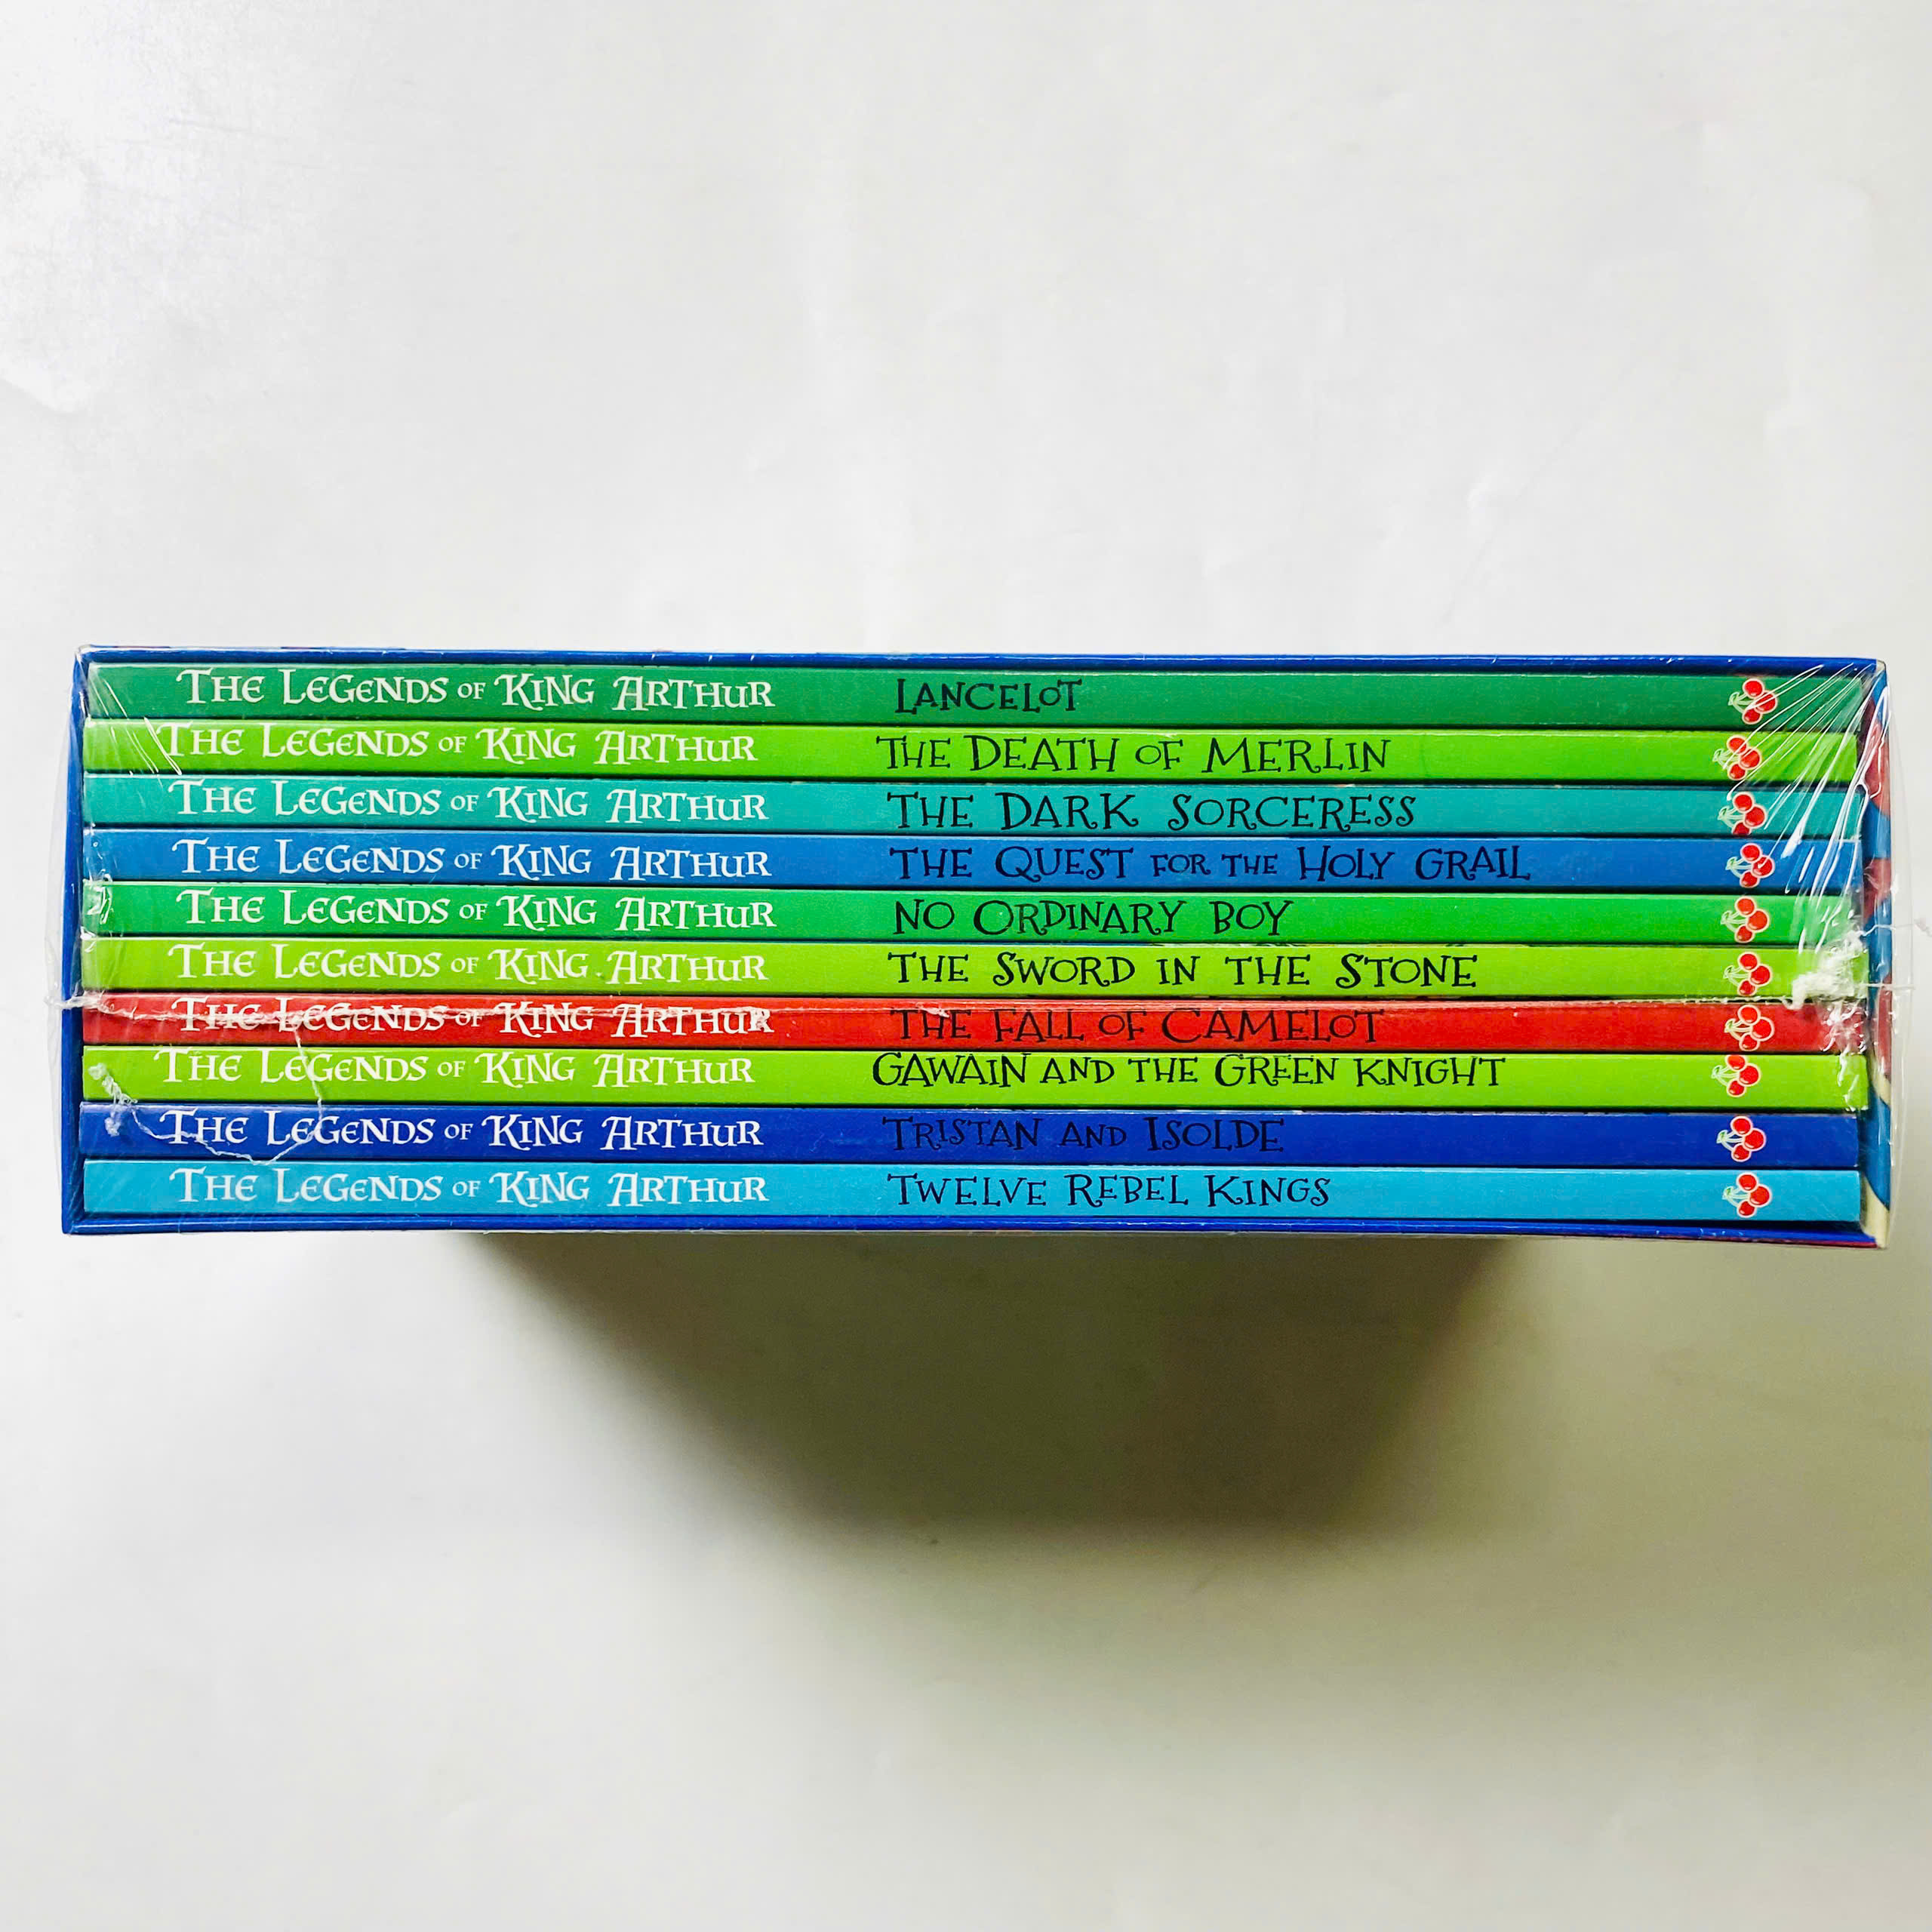 THE LEGENDS OF KING ARTHUR LANCELOT
THE LEGENDS OF KING ARTHUR THE DEATH OF MERLIN
THE LEGENDS OF KING ARTHUR THE DARK SORCERESS
THE LEGENDS OF KING ARTHUR THE QUEST FOR THE HOLY GRAIL
THE LEGENDS OF KING ARTHUR NO ORDINARY BOY
THE LEGENDS OF KING ARTHUR THE SWORD IN THE STONE
THE LEGENDS OF KING ARTHUR THE FALL OF CAMELOT
THE LEGENDS OF KING ARTHUR GAWAIN AND THE GREEN KNIGHT
THE LEGENDS OF KING ARTHUR TRISTAN AND ISOLDE
THE LEGENDS OF KING ARTHUR TWELVE REBEL KINGS